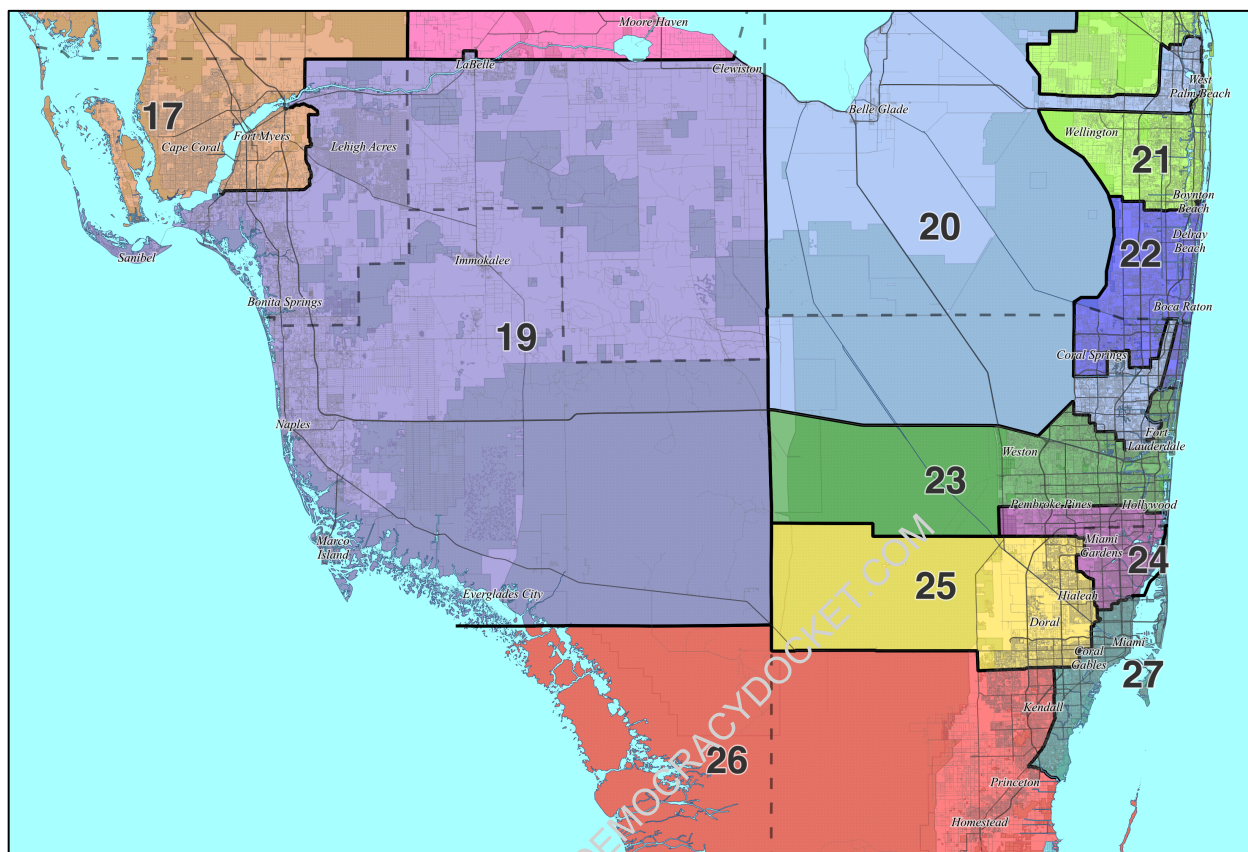 Moore Haven
LaBelle
Clewiston
West
Palm Beach
Belle Glade
17
Fort Myers
Cape Coral
Lehigh Acres
Wellington
21
Boynton
Beach
20
22
Delray
Beach
Sanibel
Immokalee
Bonita Springs
Boca Raton
19
Coral Springs
Naples
Fort
Lauderdale
Weston
23
Pembroke Pines
Hollywood
Marco
Island
Miami
Gardens
24
25
Everglades City
Hialeah
Doral
Miami
Coral
Gables
27
Kendall
26
Princeton
Homestead
DEMOCRACYDOCKET.COM